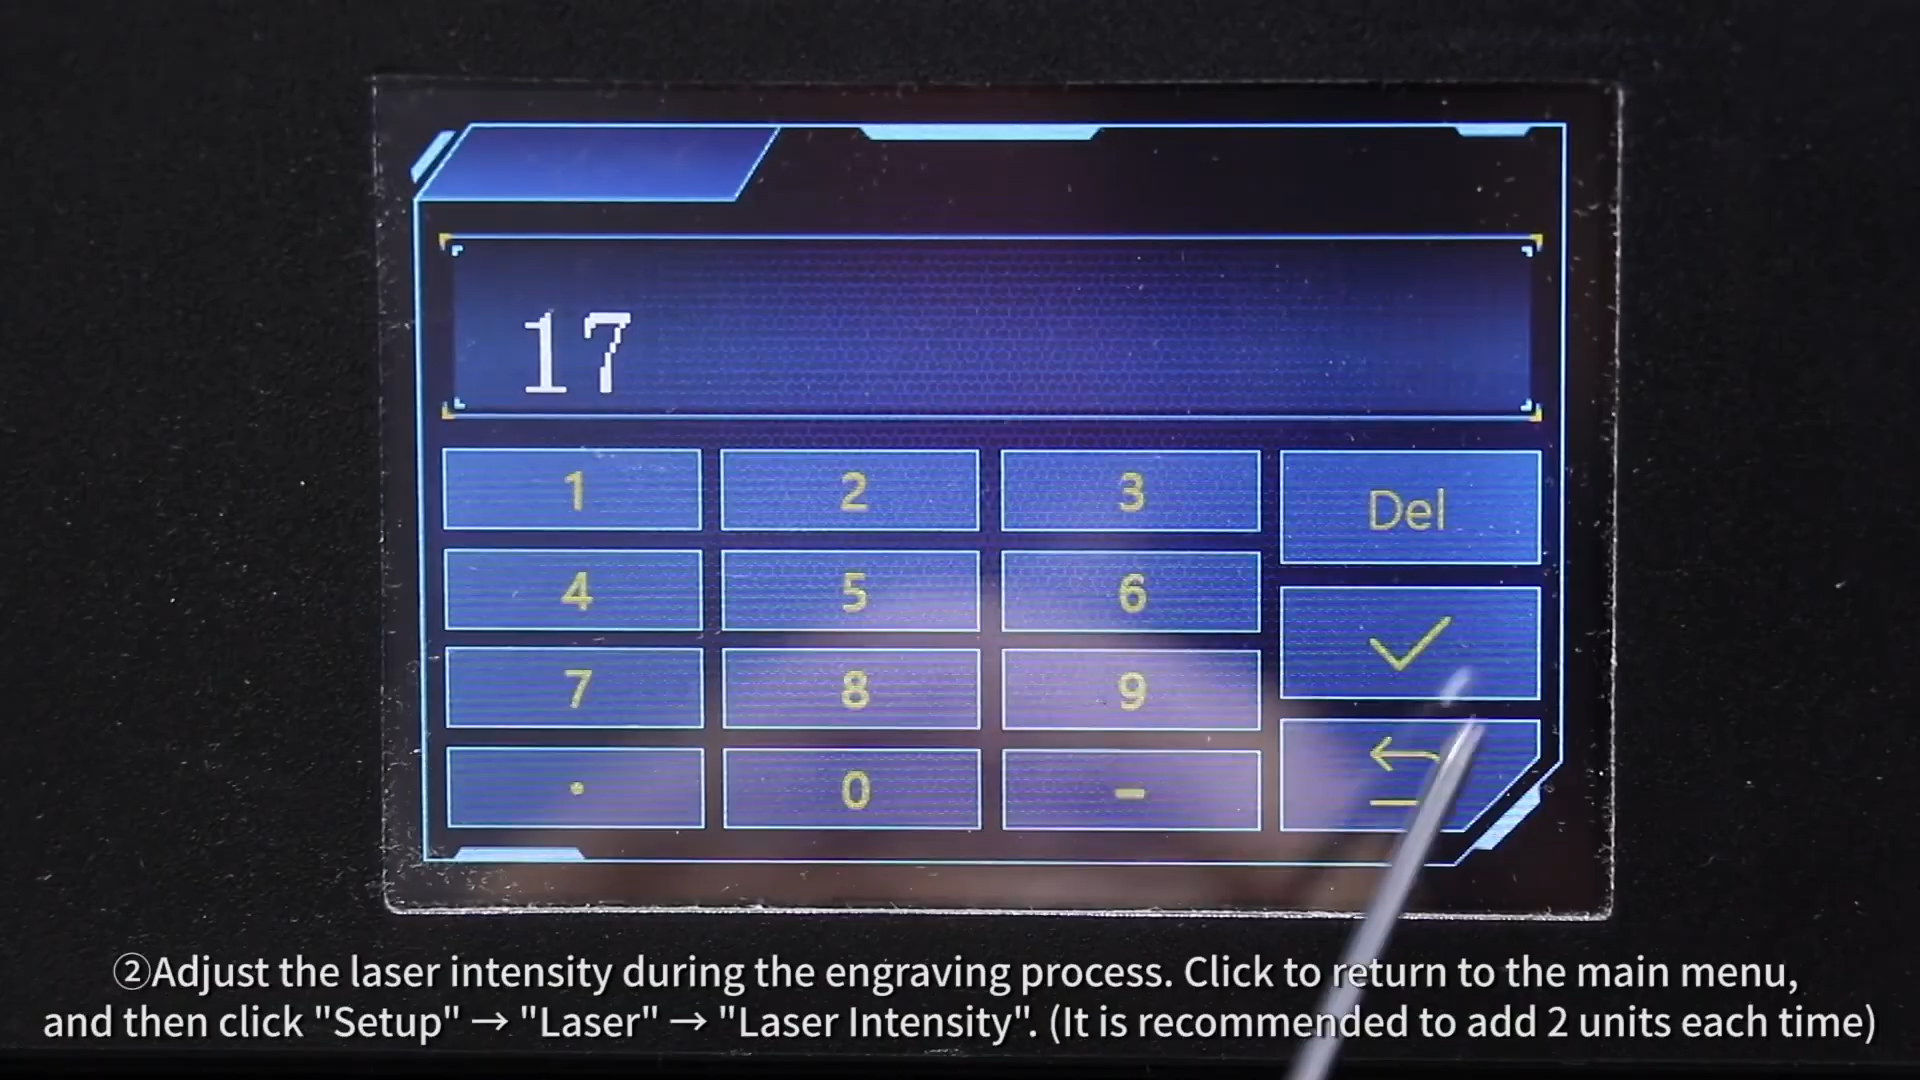 17
1 2 3 Del
4 5 6
7 8 9
. 0 -
②Adjust the laser intensity during the engraving process. Click to return to the main menu,
and then click "Setup" → "Laser" → "Laser Intensity". (It is recommended to add 2 units each time)